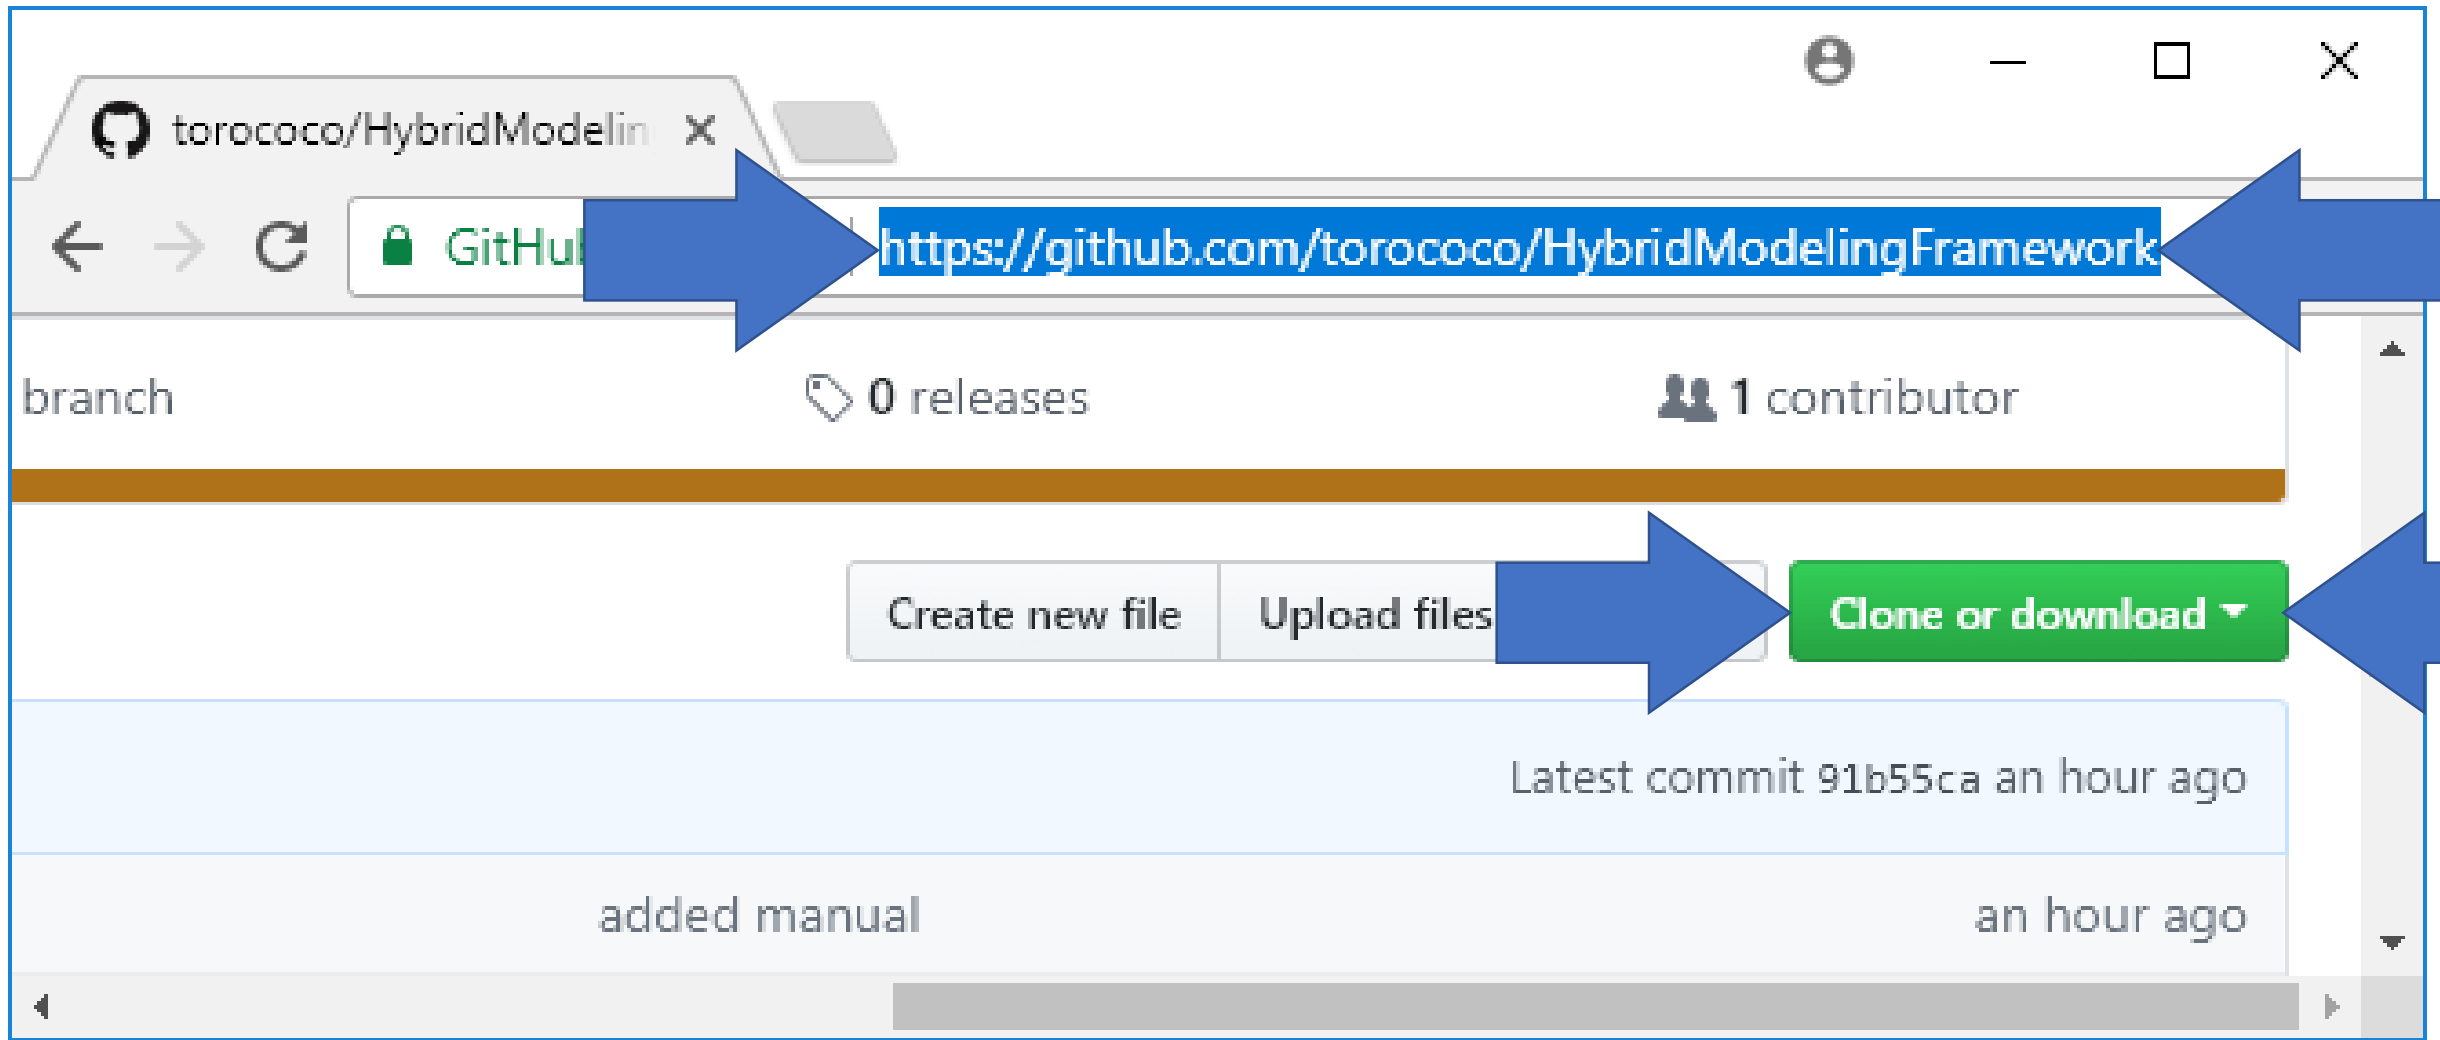 torococo/HybridModelin
GitHub https://github.com/torococo/HybridModelingFramework
branch 0 releases 1 contributor
Create new file Upload files Clone or download
Latest commit 91b55ca an hour ago
added manual an hour ago